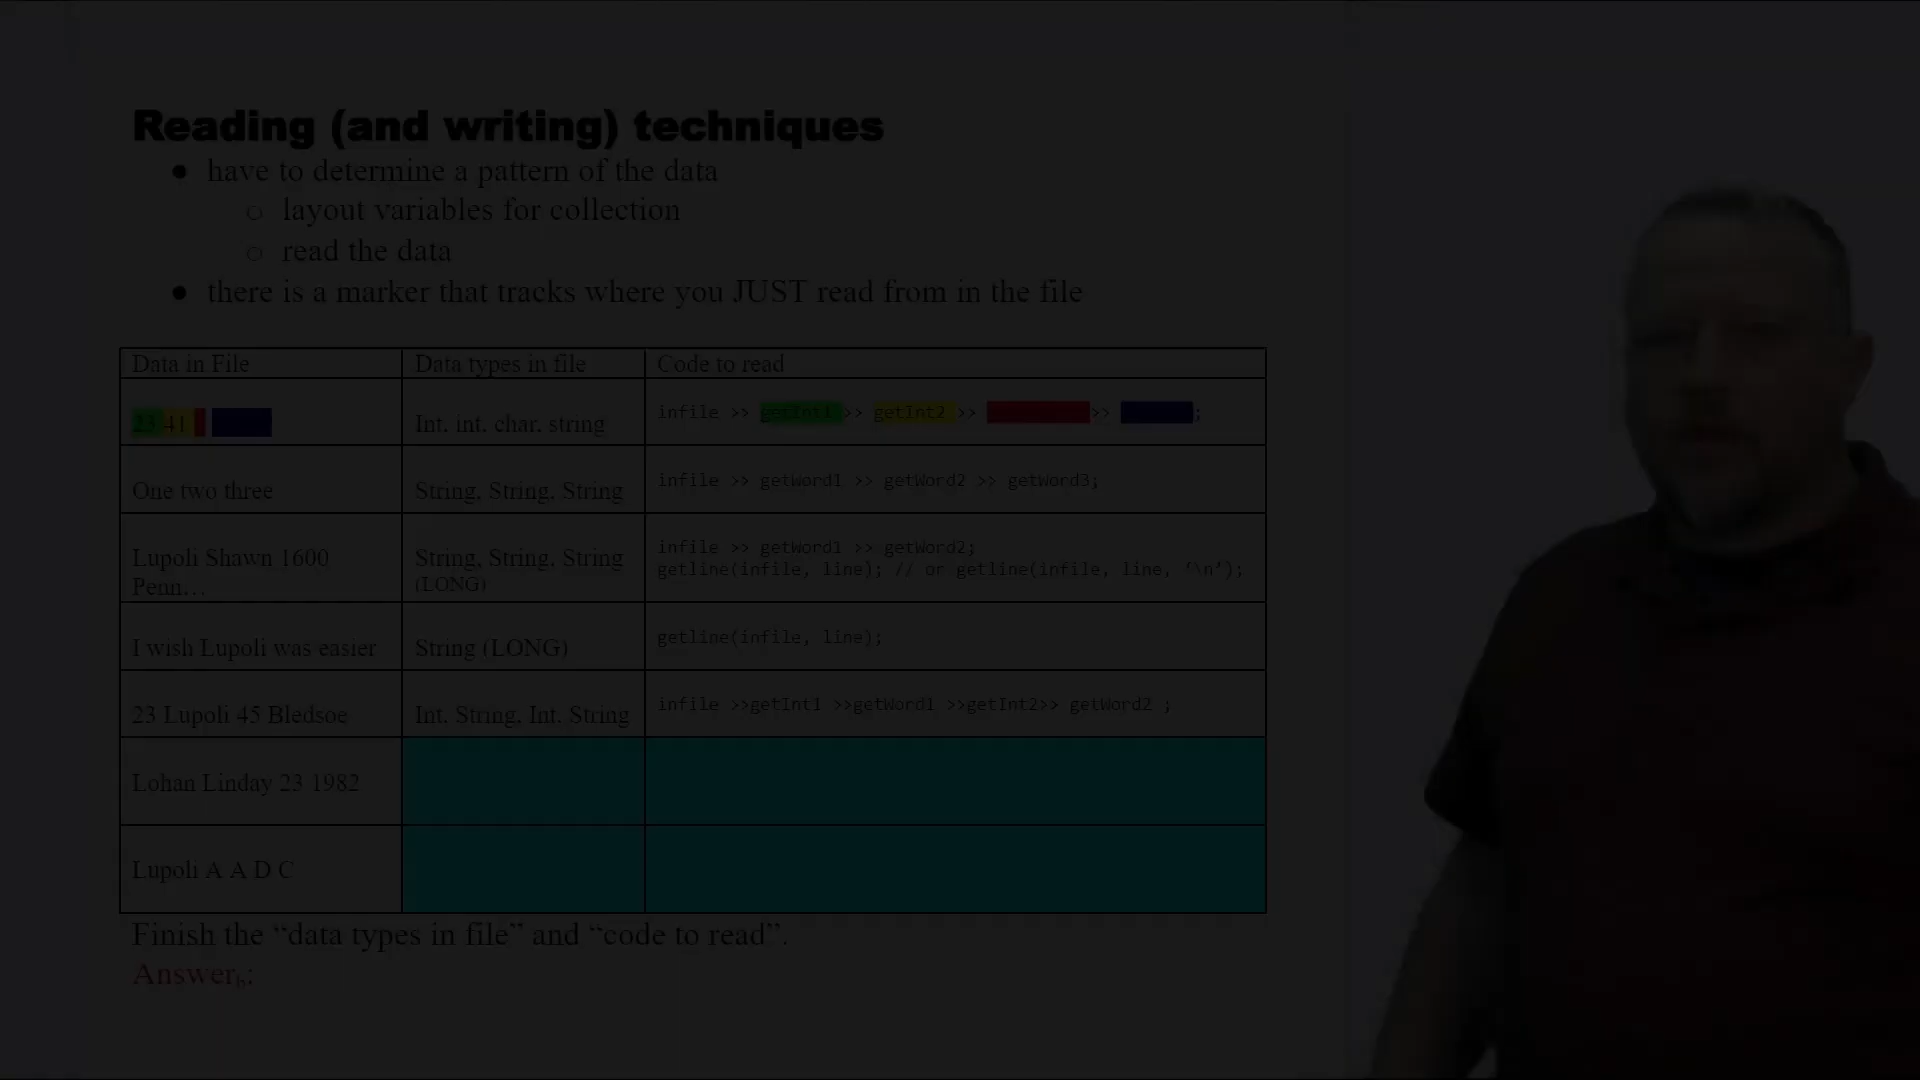 Reading (and writing) techniques
● have to determine a pattern of the data
○ layout variables for collection
○ read the data
● there is a marker that tracks where you JUST read from in the file
Data in File Data types in file Code to read
23 41 Int, int, char, string infile >> getInt1 >> getInt2 >> >> ;
One two three String, String, String infile >> getWord1 >> getWord2 >> getWord3;
Lupoli Shawn 1600 String, String, String infile >> getWord1 >> getWord2;
Penn… (LONG) getline(infile, line); // or getline(infile, line, ‘\n’);
I wish Lupoli was easier String (LONG) getline(infile, line);
23 Lupoli 45 Bledsoe Int, String, Int, String infile >>getInt1 >>getWord1 >>getInt2>> getWord2 ;
Lohan Linday 23 1982
Lupoli A A D C
Finish the “data types in file” and “code to read”.
Answerb: